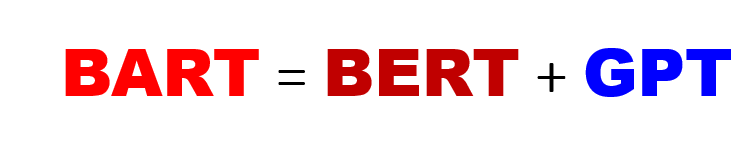 BART = BERT + GPT